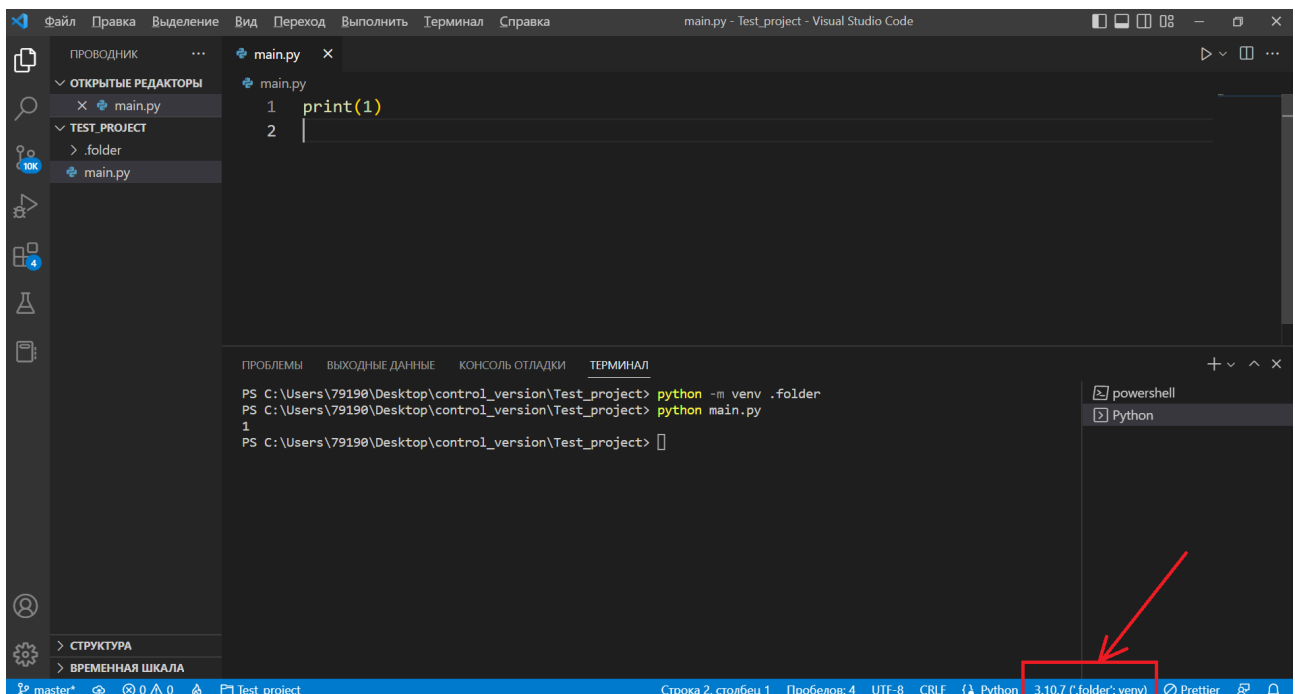 Файл Правка Выделение Вид Переход Выполнить Терминал Справка main.py - Test_project - Visual Studio Code
ПРОВОДНИК ...
main.py
ОТКРЫТЫЕ РЕДАКТОРЫ
main.py
TEST_PROJECT
.folder
main.py
10K
4
main.py
1 print(1)
2
ПРОБЛЕМЫ ВЫХОДНЫЕ ДАННЫЕ КОНСОЛЬ ОТЛАДКИ ТЕРМИНАЛ
PS C:\Users\79190\Desktop\control_version\Test_project> python -m venv .folder
PS C:\Users\79190\Desktop\control_version\Test_project> python main.py
1
PS C:\Users\79190\Desktop\control_version\Test_project>
powershell
Python
СТРУКТУРА
ВРЕМЕННАЯ ШКАЛА
master* 0 0 Test_project Строка 2, столбец 1 Пробелов: 4 UTF-8 CRLF Python 3.10.7 ('.folder': venv) Prettier